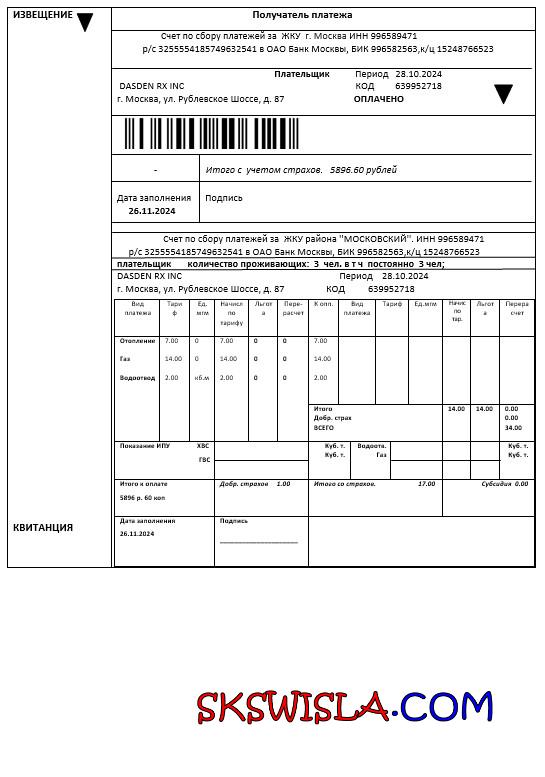 ИЗВЕЩЕНИЕ
Получатель платежа
Счет по сбору платежей за ЖКУ г. Москва ИНН 996589471
р/с 3255554185749632541 в ОАО Банк Москвы, БИК 996582563,к/ц 15248766523
Плательщик Период 28.10.2024
DASDEN RX INC КОД 639952718
г. Москва, ул. Рублевское Шоссе, д. 87 ОПЛАЧЕНО
- Итого с учетом страхов. 5896.60 рублей
Дата заполнения Подпись
26.11.2024
Счет по сбору платежей за ЖКУ района "МОСКОВСКИЙ". ИНН 996589471
р/с 3255554185749632541 в ОАО Банк Москвы, БИК 996582563,к/ц 15248766523
плательщик количество проживающих: 3 чел. в т ч постоянно 3 чел;
DASDEN RX INC Период 28.10.2024
г. Москва, ул. Рублевское Шоссе, д. 87 КОД 639952718
Вид Тари Ед. Начисл Льгот Пере- К опл. Вид Тариф Ед.мгм Начис Льгот Перера
платежа ф мгм по а расчет платежа по а счет
тарифу тар.
Отопление 7.00 0 7.00 0 0 7.00
Газ 14.00 0 14.00 0 0 14.00
Водоотвод 2.00 кб.м 2.00 0 0 2.00
Итого 14.00 14.00 0.00
Добр. страх 0.00
ВСЕГО 34.00
Показание ИПУ ХВС Куб. т. Водоотв. Куб. т.
ГВС Куб. т. Газ Куб. т.
Итого к оплате Добр. страхов 1.00 Итого со страхов. 17.00 Субсидия 0.00
5896 р. 60 коп
КВИТАНЦИЯ
Дата заполнения Подпись
26.11.2024
SKSWISLA.COM